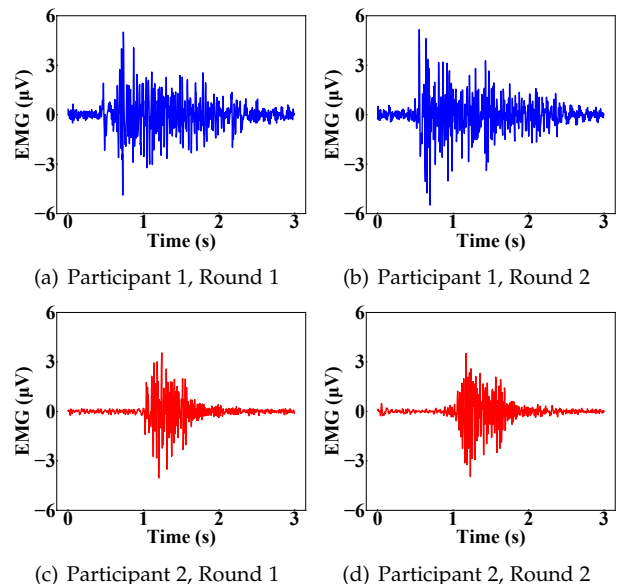 6 6
3 3
0 0
−3 −3
−6 −6
EMG (µV) EMG (µV)
0 1 2 3 0 1 2 3
Time (s) Time (s)
(a) Participant 1, Round 1 (b) Participant 1, Round 2
6 6
3 3
0 0
−3 −3
−6 −6
EMG (µV) EMG (µV)
0 1 2 3 0 1 2 3
Time (s) Time (s)
(c) Participant 2, Round 1 (d) Participant 2, Round 2